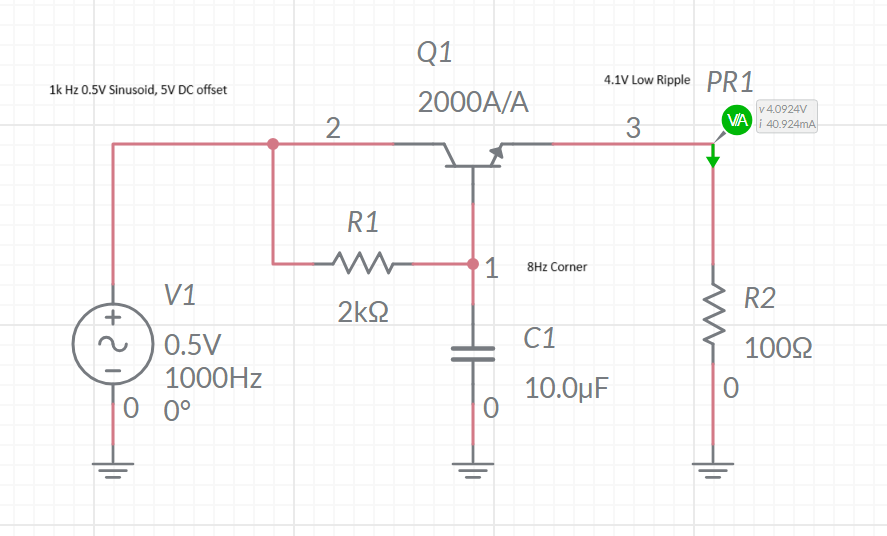 Q1
1k Hz 0.5V Sinusoid, 5V DC offset
2000A/A
4.1V Low Ripple
PR1
V/A
v 4.0924V
i 40.924mA
2
3
R1
1
8Hz Corner
2kΩ
V1
0.5V
1000Hz
0°
0
C1
10.0µF
0
R2
100Ω
0